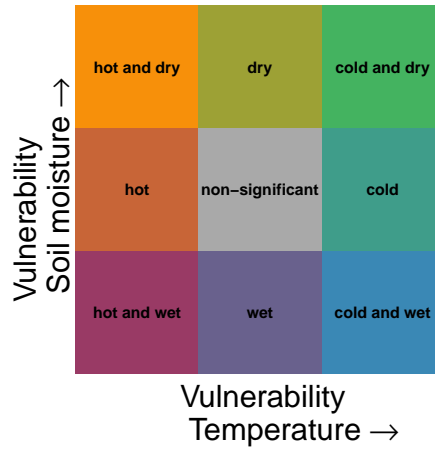 hot and dry
dry
cold and dry
hot
non−significant
cold
hot and wet
wet
cold and wet
Vulnerability
Soil moisture →
Vulnerability
Temperature →